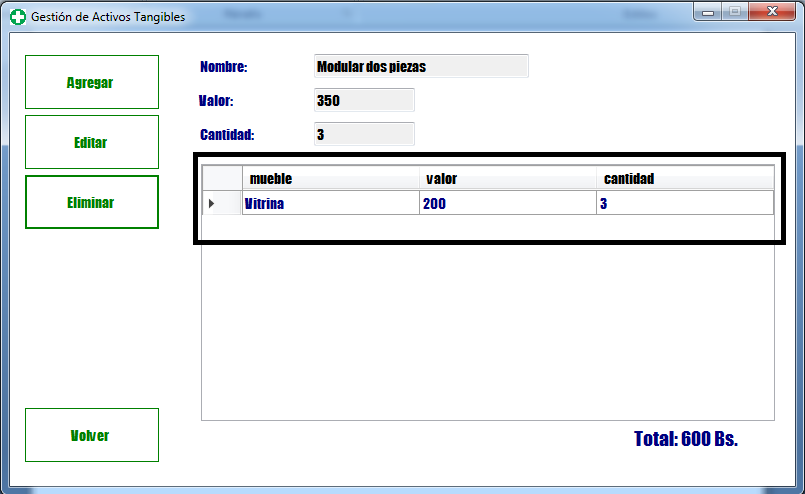 Gestión de Activos Tangibles
Agregar
Editar
Eliminar
Volver
Nombre: Modular dos piezas
Valor: 350
Cantidad: 3
mueble valor cantidad
Vitrina 200 3
Total: 600 Bs.